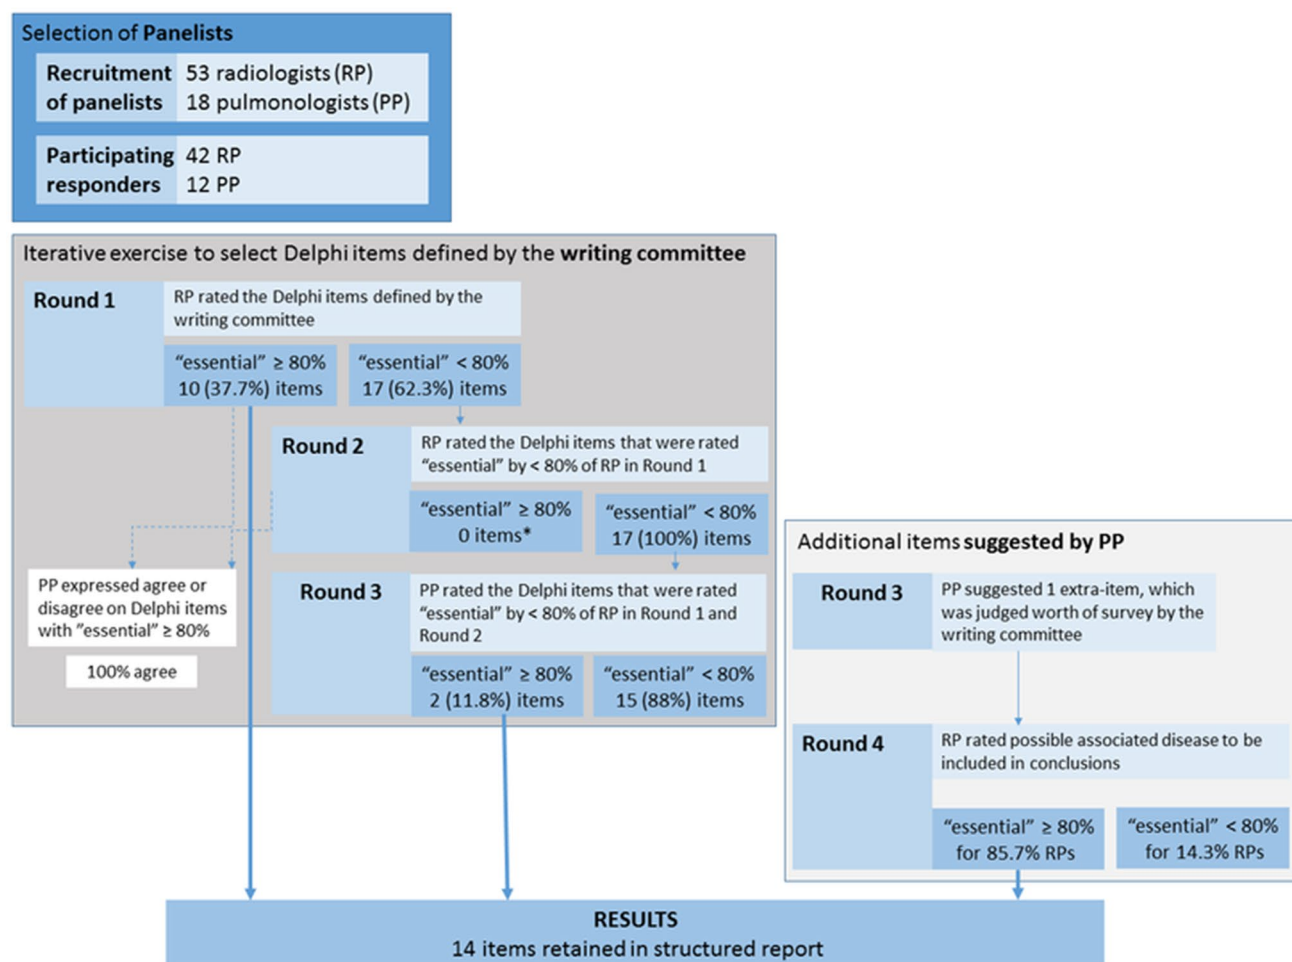 Selection of Panelists
Recruitment
of panelists
53 radiologists (RP)
18 pulmonologists (PP)
Participating
responders
42 RP
12 PP
Iterative exercise to select Delphi items defined by the writing committee
Round 1
RP rated the Delphi items defined by the
writing committee
“essential” ≥ 80%
10 (37.7%) items
“essential” < 80%
17 (62.3%) items
Round 2
RP rated the Delphi items that were rated
“essential” by < 80% of RP in Round 1
“essential” ≥ 80%
0 items*
“essential” < 80%
17 (100%) items
PP expressed agree or
disagree on Delphi items
with ”essential” ≥ 80%
100% agree
Round 3
PP rated the Delphi items that were rated
“essential” by < 80% of RP in Round 1 and
Round 2
“essential” ≥ 80%
2 (11.8%) items
“essential” < 80%
15 (88%) items
Additional items suggested by PP
Round 3
PP suggested 1 extra-item, which
was judged worth of survey by the
writing committee
Round 4
RP rated possible associated disease to be
included in conclusions
“essential” ≥ 80%
for 85.7% RPs
“essential” < 80%
for 14.3% RPs
RESULTS
14 items retained in structured report